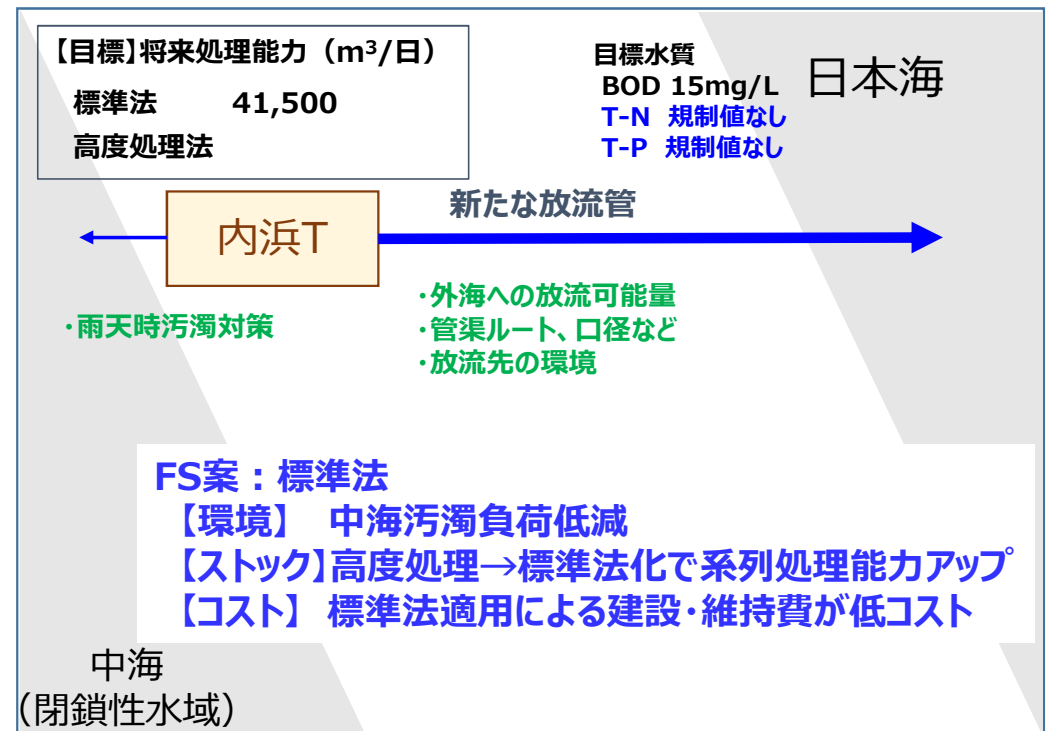 【目標】将来処理能力（m³/日）
標準法 41,500
高度処理法
目標水質
BOD 15mg/L
T-N 規制値なし
T-P 規制値なし
日本海
新たな放流管
内浜T
・雨天時汚濁対策
・外海への放流可能量
・管渠ルート、口径など
・放流先の環境
FS案：標準法
【環境】 中海汚濁負荷低減
【ストック】高度処理→標準法化で系列処理能力アップ
【コスト】 標準法適用による建設・維持費が低コスト
中海
（閉鎖性水域）